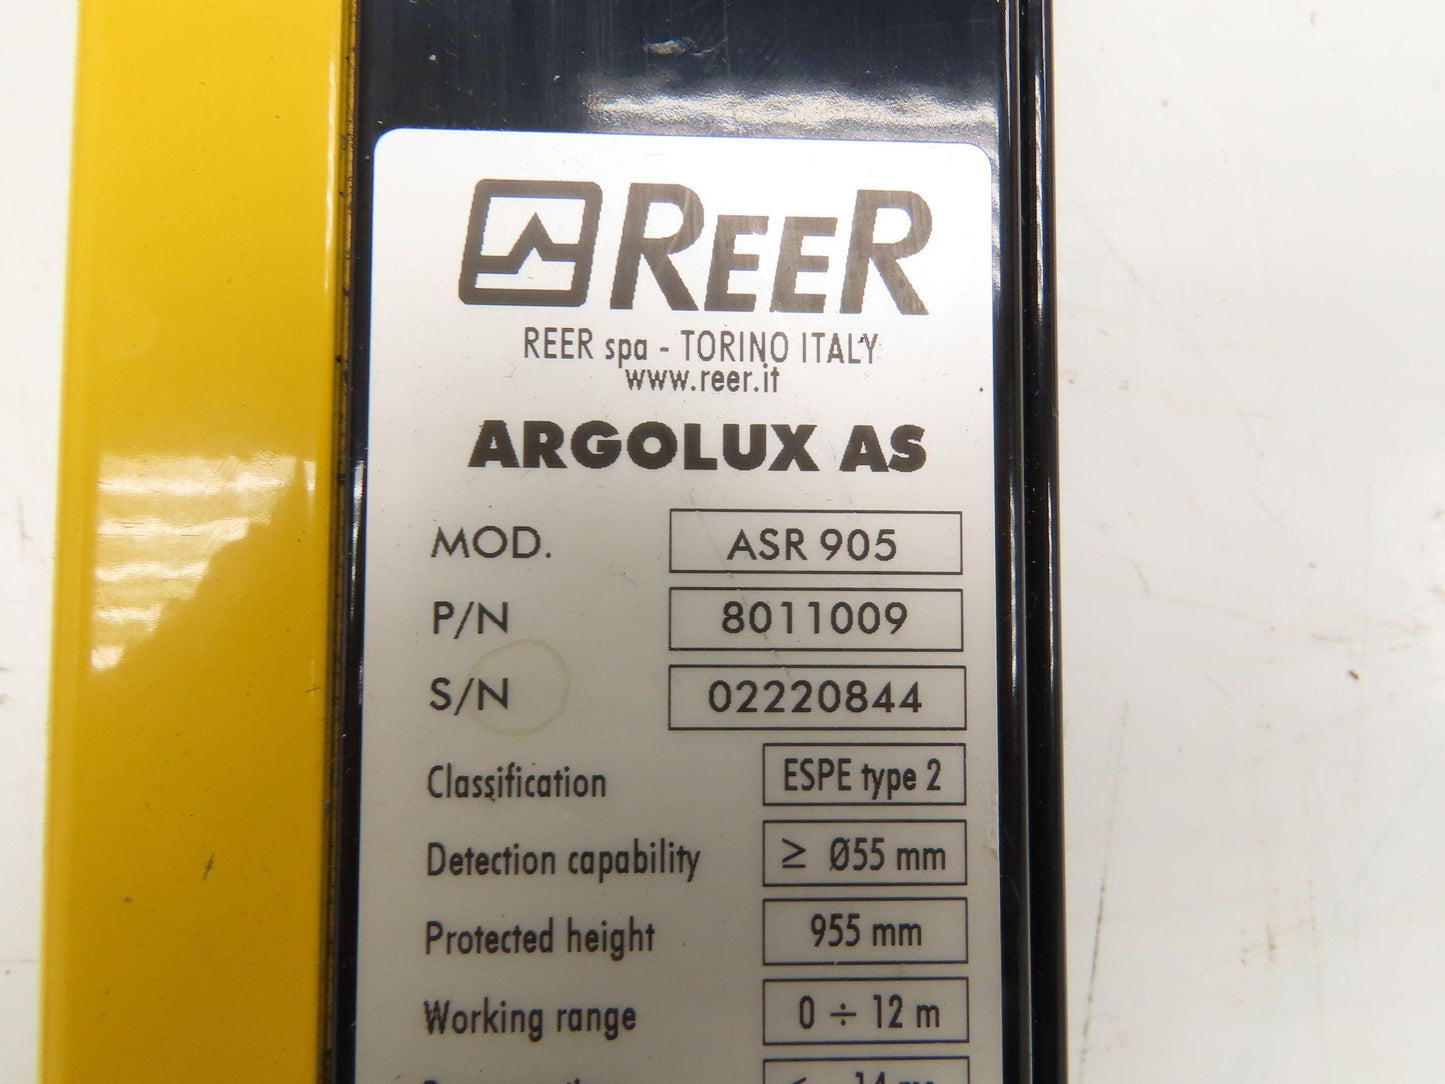 REER
REER spa - TORINO ITALY
www.reer.it
ARGOLUX AS
MOD. ASR 905
P/N 8011009
S/N 02220844
Classification ESPE type 2
Detection capability ≥ Ø55 mm
Protected height 955 mm
Working range 0 ÷ 12 m